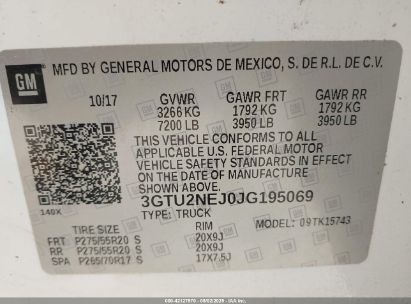 GM
MFD BY GENERAL MOTORS DE MEXICO, S. DE R.L. DE C.V.
10/17 GVWR GAWR FRT GAWR RR
3266 KG 1792 KG 1792 KG
7200 LB 3950 LB 3950 LB
THIS VEHICLE CONFORMS TO ALL
APPLICABLE U.S. FEDERAL MOTOR
VEHICLE SAFETY STANDARDS IN EFFECT ON
THE DATE OF MANUFACTURE
SHOWN ABOVE.
140X
3GTU2NEJ0JG195069
TYPE: TRUCK
MODEL: 09TK15743
TIRE SIZE RIM
FRT P275/55R20 S 20X9J
RR P275/55R20 S 20X9J
SPA P265/70R17 S 17X7.5J